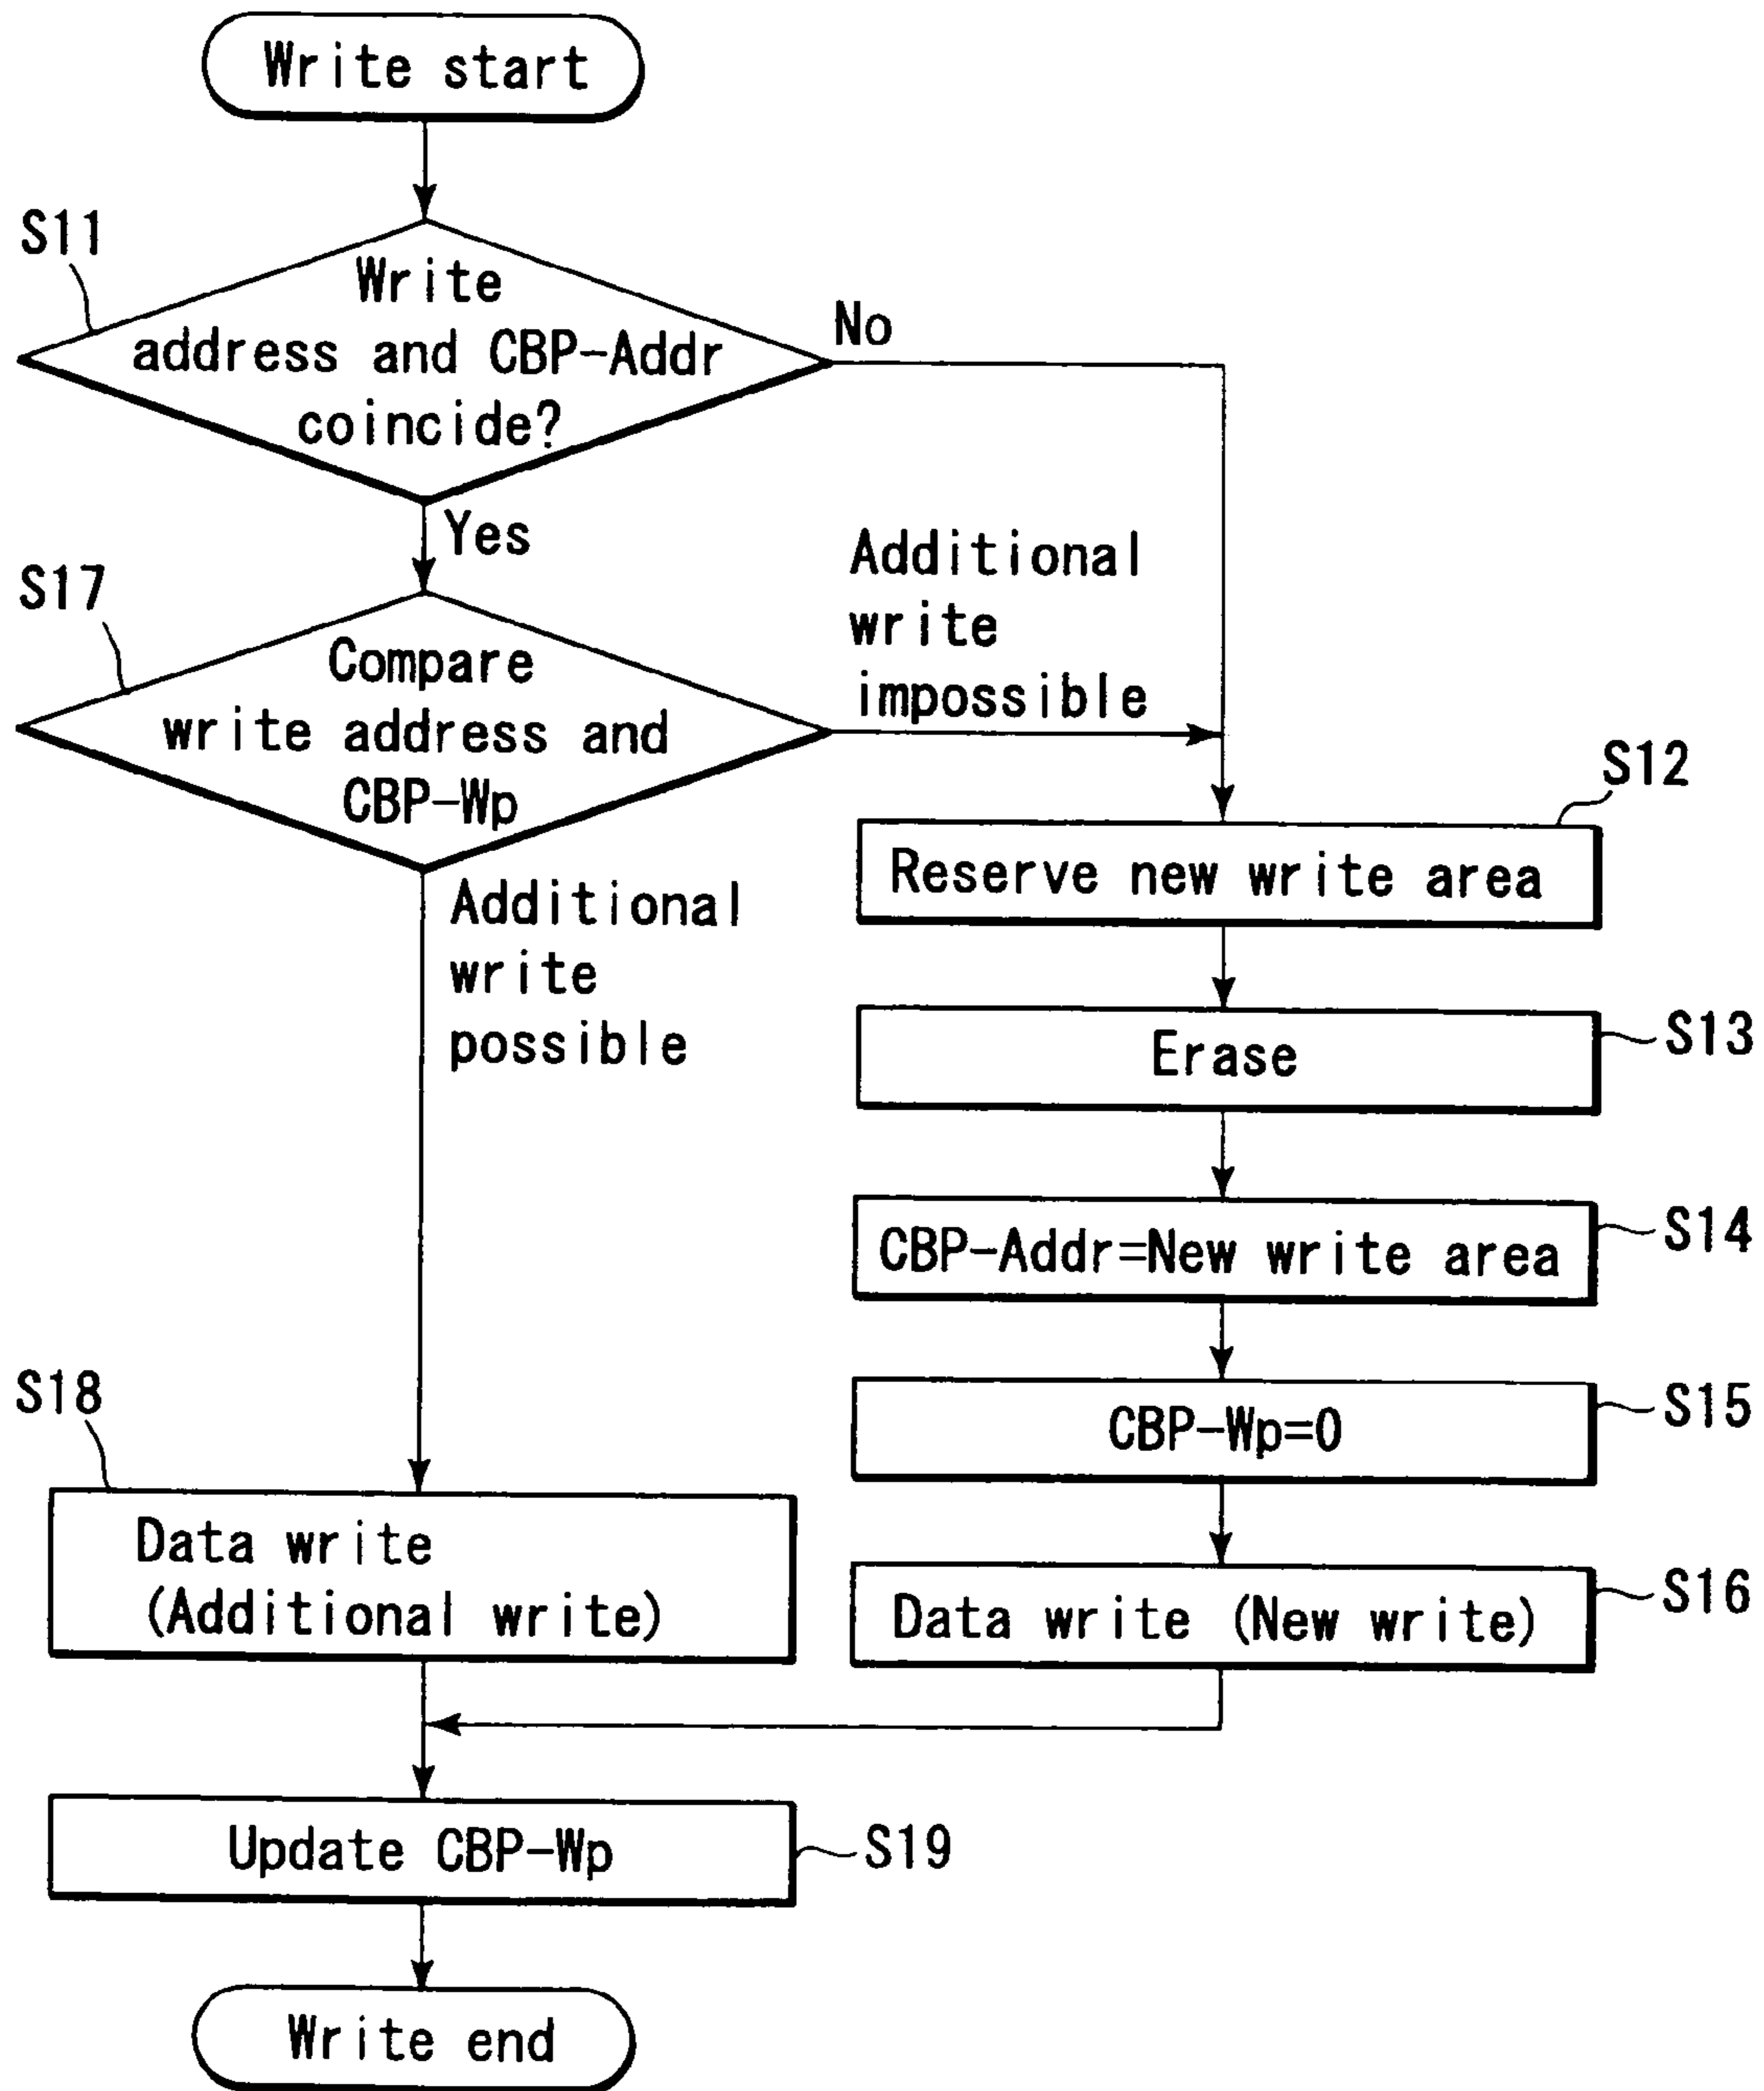 Write start
S11
Write
address and CBP-Addr
coincide?
No
Yes
S17
Compare
write address and
CBP-Wp
Additional
write
impossible
Additional
write
possible
S12
Reserve new write area
Erase
S13
CBP-Addr=New write area
S14
CBP-Wp=0
S15
S18
Data write
(Additional write)
Data write (New write)
S16
Update CBP-Wp
S19
Write end